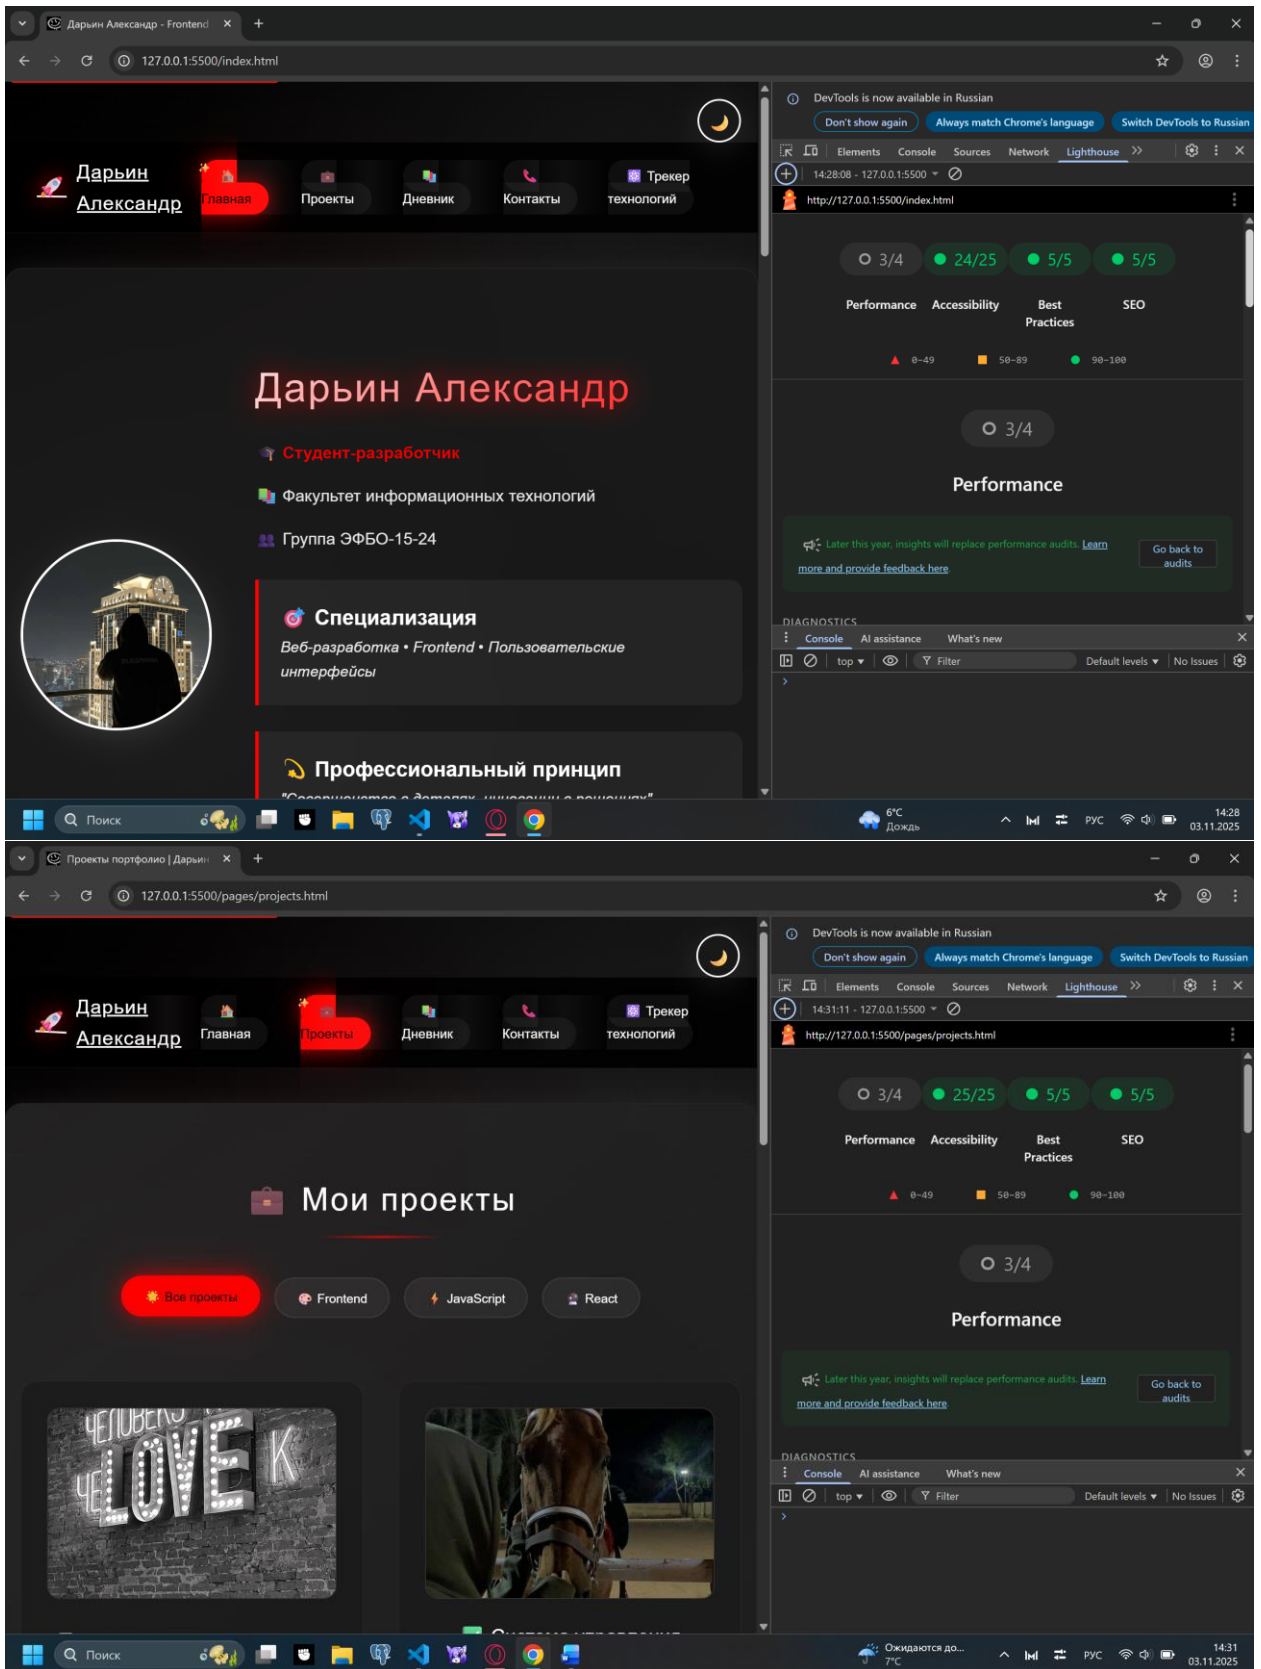 Дарьин Александр - Frontend
127.0.0.1:5500/index.html
Дарьин
Александр
Главная
Проекты
Дневник
Контакты
Трекер
технологий
Дарьин Александр
Студент-разработчик
Факультет информационных технологий
Группа ЭФБО-15-24
Специализация
Веб-разработка • Frontend • Пользовательские
интерфейсы
Профессиональный принцип
"Совершенство в деталях, инновации в решениях"
DevTools is now available in Russian
Don't show again
Always match Chrome's language
Switch DevTools to Russian
Elements Console Sources Network Lighthouse
14:28:08 - 127.0.0.1:5500
http://127.0.0.1:5500/index.html
3/4 24/25 5/5 5/5
Performance Accessibility Best
Practices SEO
0–49 50–89 90–100
3/4
Performance
Later this year, insights will replace performance audits. Learn
more and provide feedback here.
Go back to
audits
DIAGNOSTICS
Console AI assistance What's new
top Filter Default levels No Issues
Поиск
6°C
Дождь
РУС
14:28
03.11.2025
Проекты портфолио | Дарьин
127.0.0.1:5500/pages/projects.html
Дарьин
Александр
Главная
Проекты
Дневник
Контакты
Трекер
технологий
Мои проекты
Все проекты
Frontend
JavaScript
React
ЧЕЛОВЕК
LOVE
Система управления
DevTools is now available in Russian
Don't show again
Always match Chrome's language
Switch DevTools to Russian
Elements Console Sources Network Lighthouse
14:31:11 - 127.0.0.1:5500
http://127.0.0.1:5500/pages/projects.html
3/4 25/25 5/5 5/5
Performance Accessibility Best
Practices SEO
0–49 50–89 90–100
3/4
Performance
Later this year, insights will replace performance audits. Learn
more and provide feedback here.
Go back to
audits
DIAGNOSTICS
Console AI assistance What's new
top Filter Default levels No Issues
Поиск
Ожидаются до...
7°C
РУС
14:31
03.11.2025